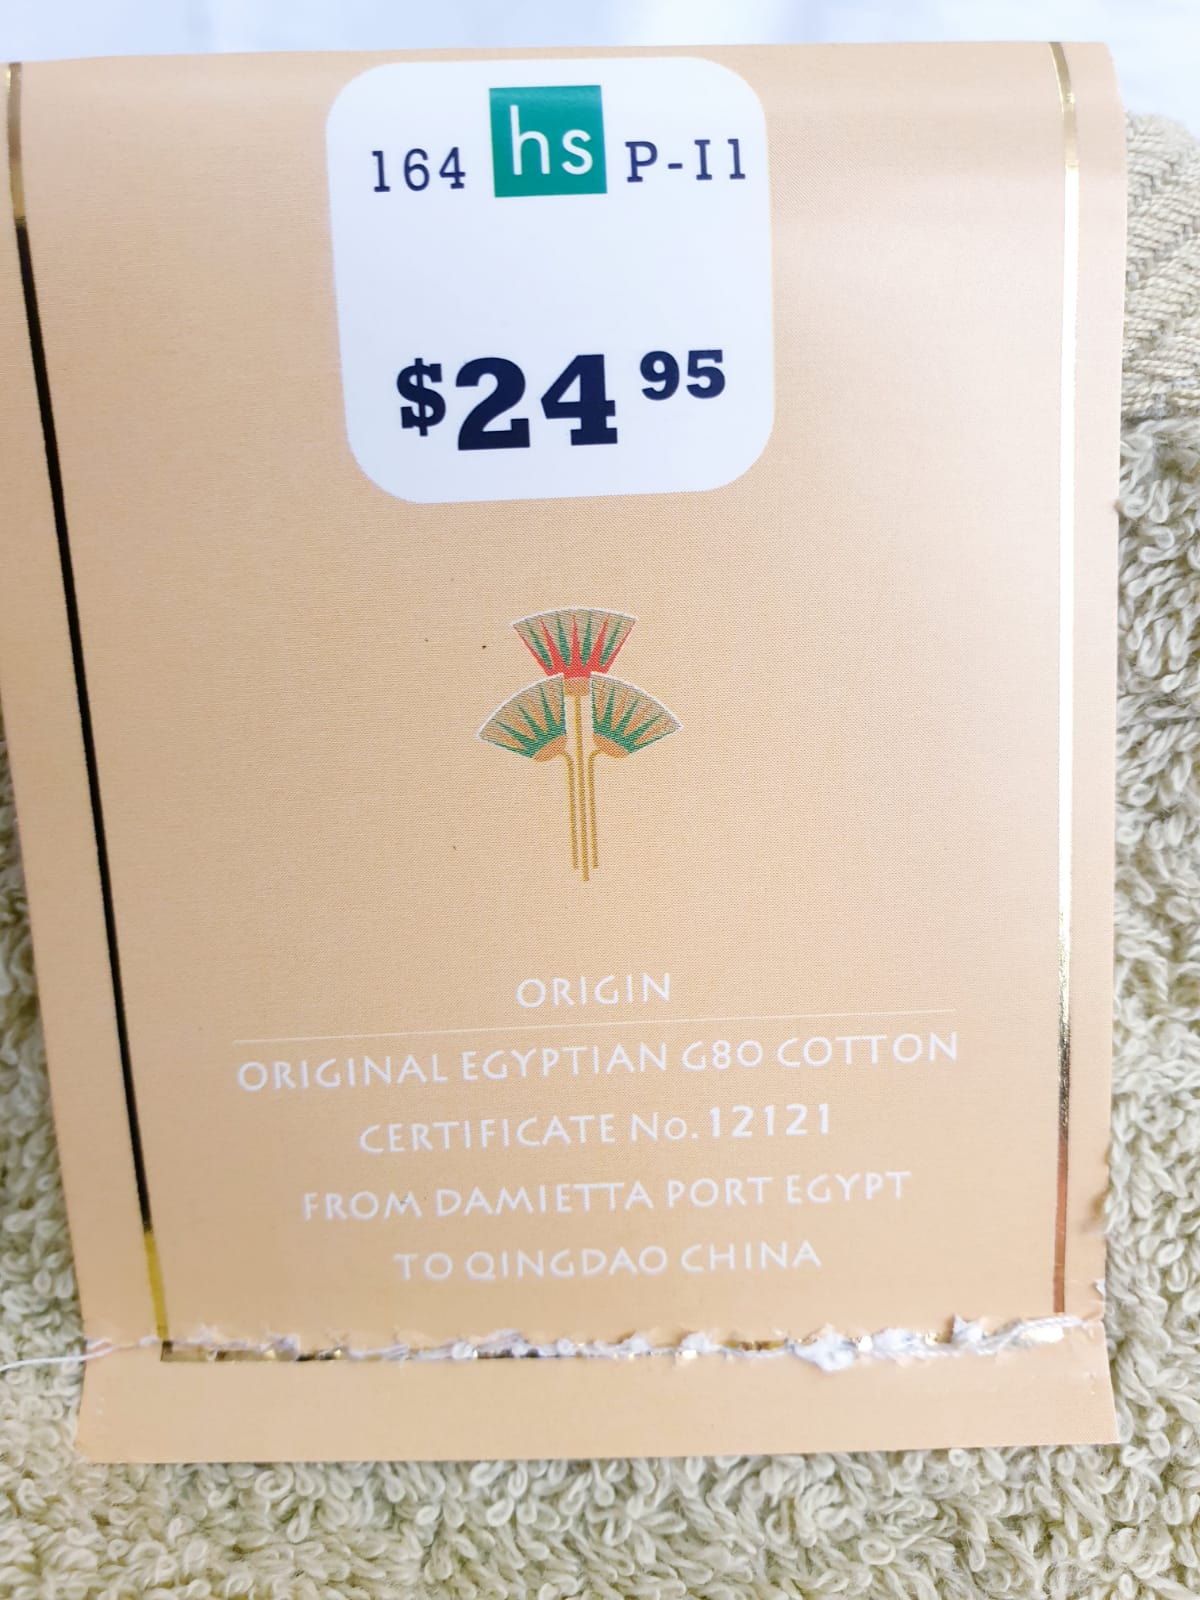 164 hs P-I1
$24 95
ORIGIN
ORIGINAL EGYPTIAN G80 COTTON
CERTIFICATE No. 12121
FROM DAMIETTA PORT EGYPT
TO QINGDAO CHINA